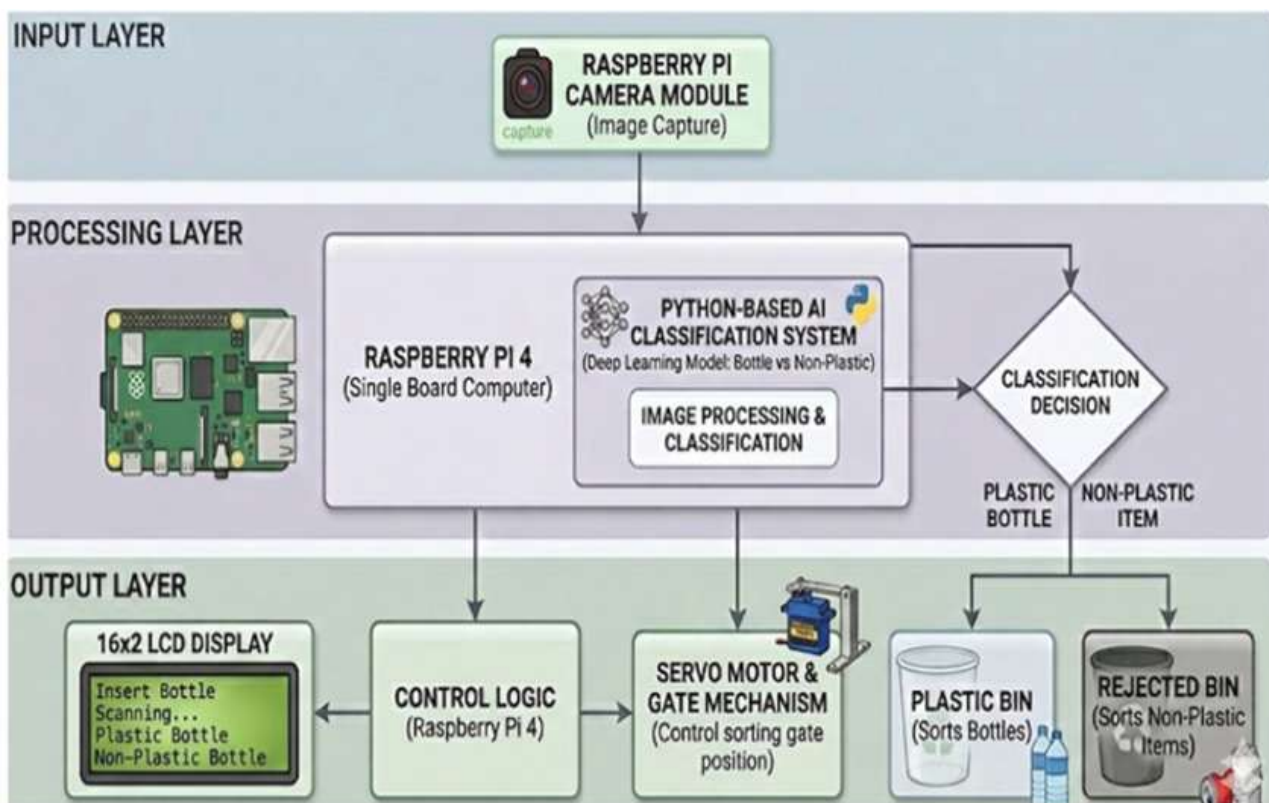 INPUT LAYER
capture
RASPBERRY PI
CAMERA MODULE
(Image Capture)
PROCESSING LAYER
RASPBERRY PI 4
(Single Board Computer)
PYTHON-BASED AI
CLASSIFICATION SYSTEM
(Deep Learning Model: Bottle vs Non-Plastic)
IMAGE PROCESSING &
CLASSIFICATION
CLASSIFICATION
DECISION
PLASTIC
BOTTLE
NON-PLASTIC
ITEM
OUTPUT LAYER
16x2 LCD DISPLAY
Insert Bottle
Scanning...
Plastic Bottle
Non-Plastic Bottle
CONTROL LOGIC
(Raspberry Pi 4)
SERVO MOTOR &
GATE MECHANISM
(Control sorting gate
position)
PLASTIC BIN
(Sorts Bottles)
REJECTED BIN
(Sorts Non-Plastic
Items)